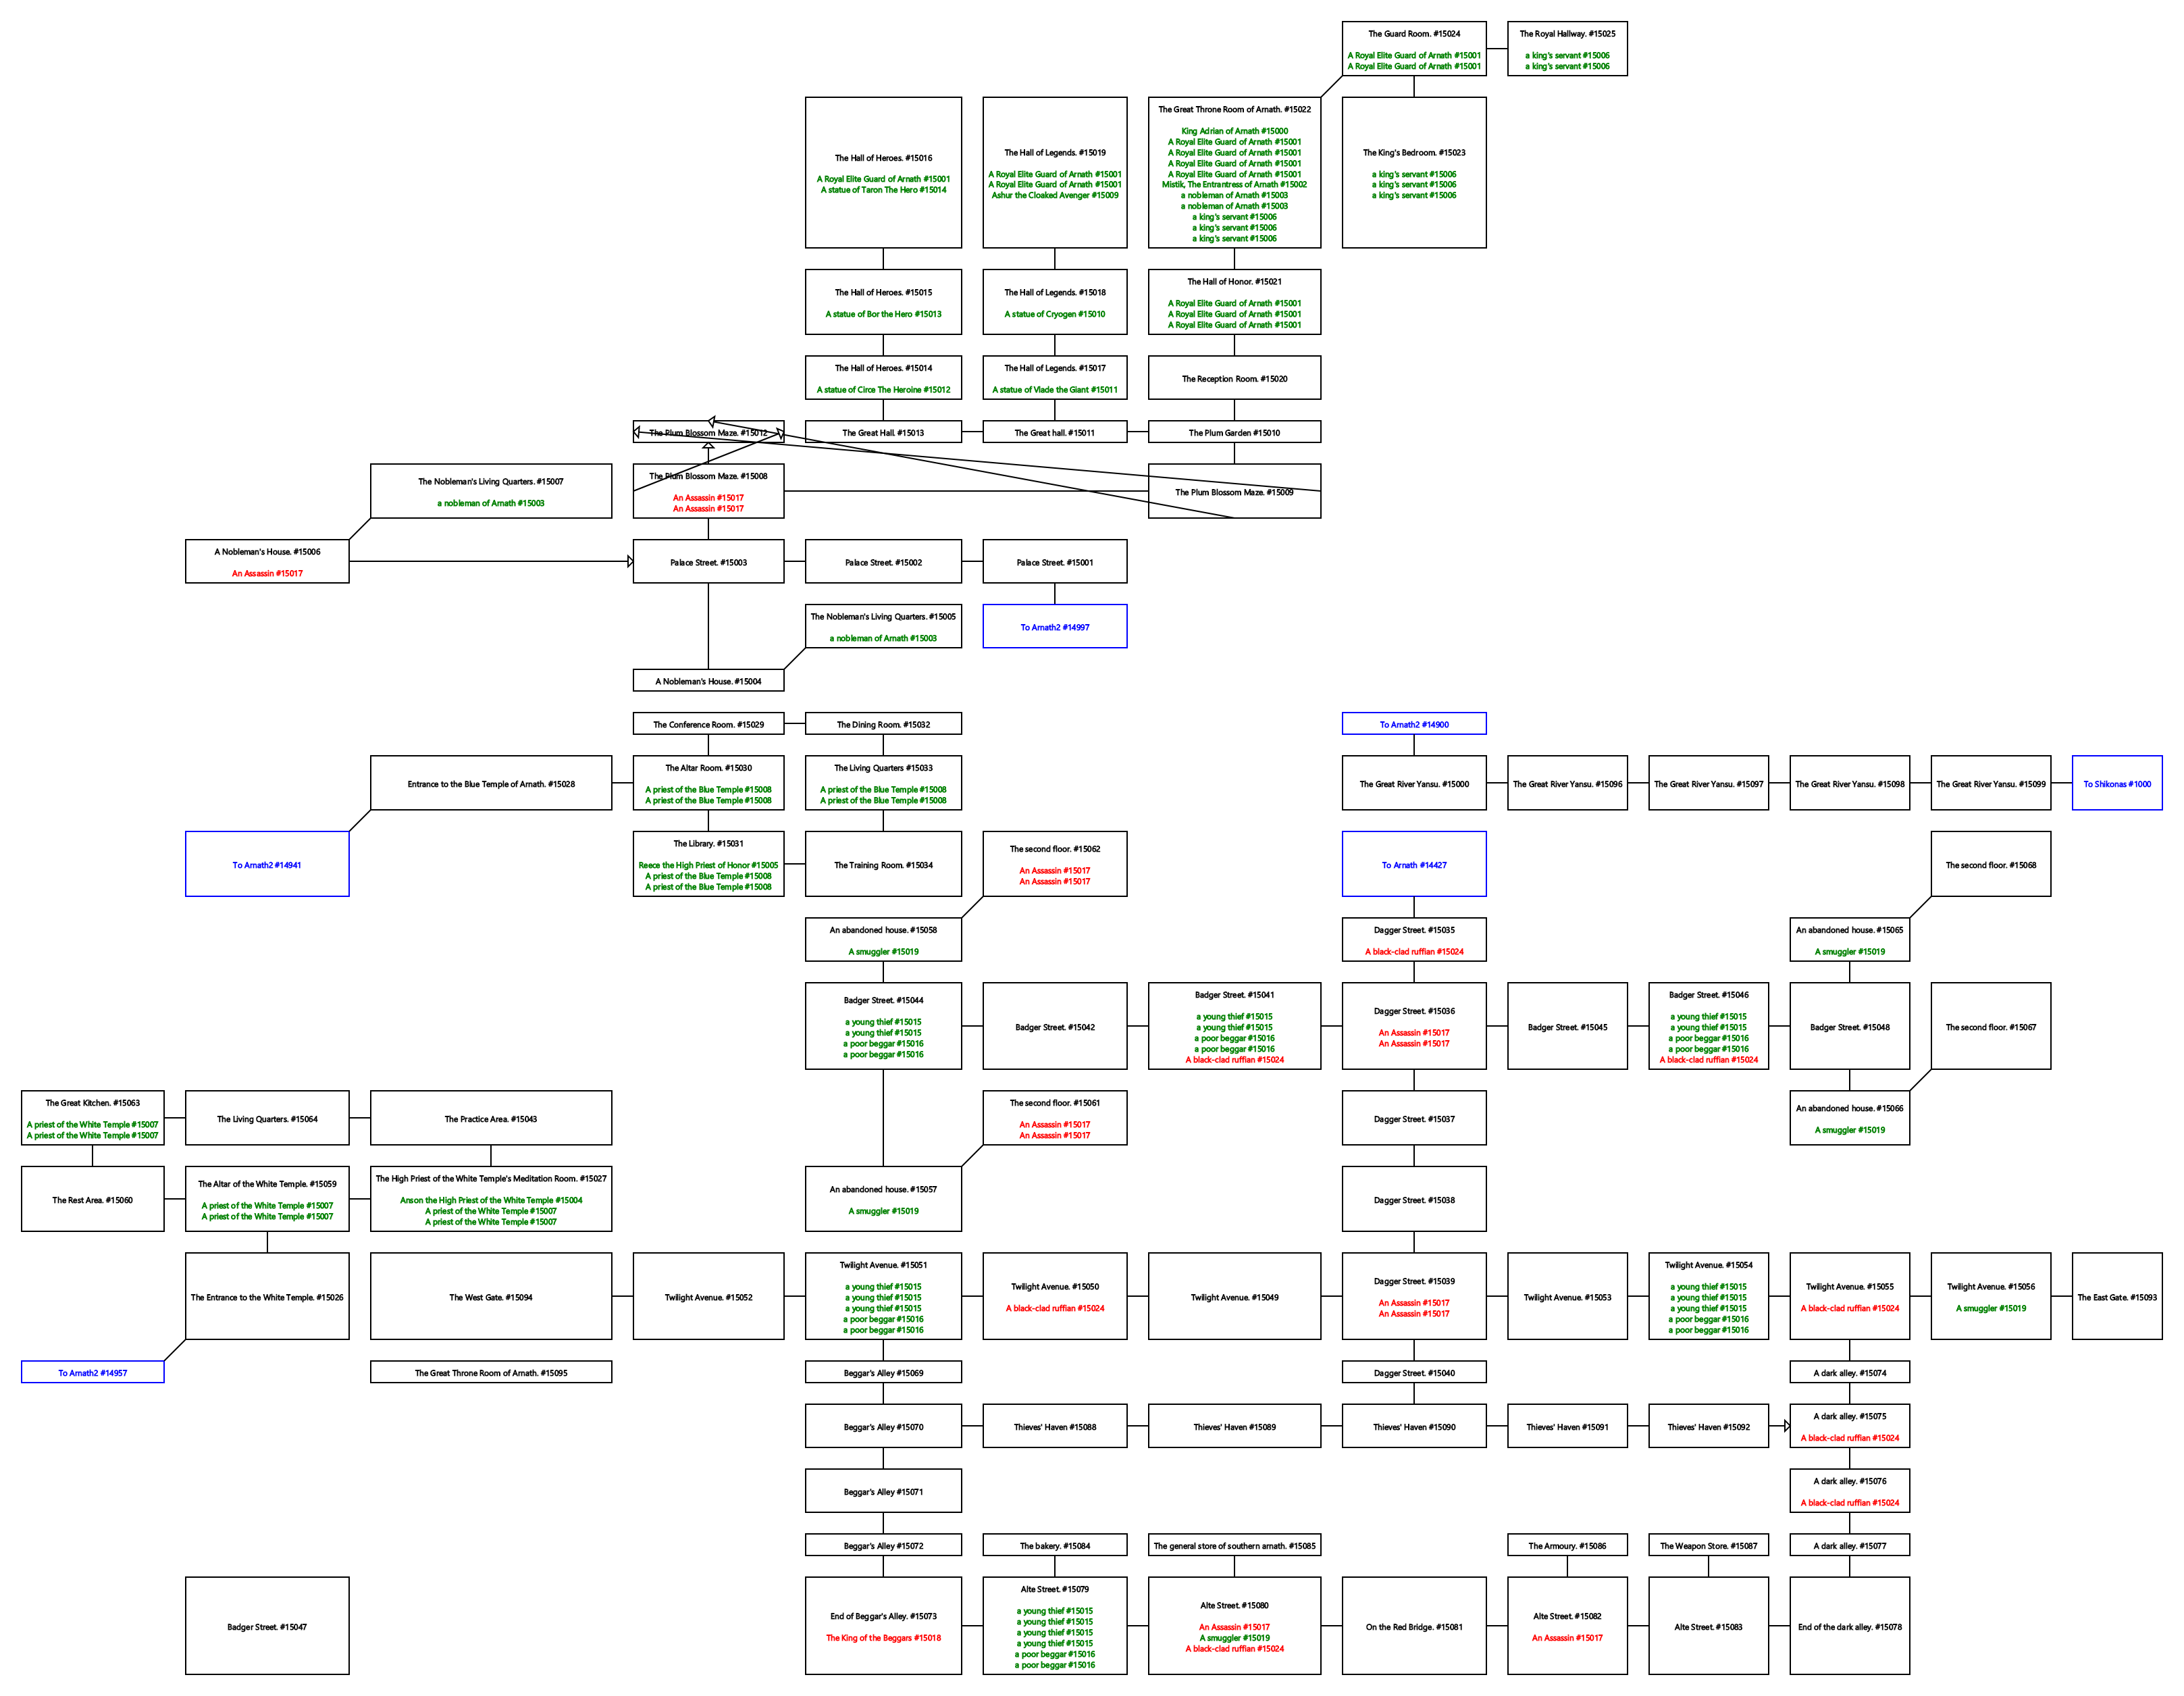 The Guard Room. #15024
A Royal Elite Guard of Arnath #15001
A Royal Elite Guard of Arnath #15001
The Royal Hallway. #15025
a king's servant #15006
a king's servant #15006
The Hall of Heroes. #15016
A Royal Elite Guard of Arnath #15001
A statue of Taron The Hero #15014
The Hall of Legends. #15019
A Royal Elite Guard of Arnath #15001
A Royal Elite Guard of Arnath #15001
Ashur the Cloaked Avenger #15009
The Great Throne Room of Arnath. #15022
King Adrian of Arnath #15000
A Royal Elite Guard of Arnath #15001
A Royal Elite Guard of Arnath #15001
A Royal Elite Guard of Arnath #15001
A Royal Elite Guard of Arnath #15001
Mistik, The Entrantress of Arnath #15002
a nobleman of Arnath #15003
a nobleman of Arnath #15003
a king's servant #15006
a king's servant #15006
a king's servant #15006
The King's Bedroom. #15023
a king's servant #15006
a king's servant #15006
a king's servant #15006
The Hall of Heroes. #15015
A statue of Bor the Hero #15013
The Hall of Legends. #15018
A statue of Cryogen #15010
The Hall of Honor. #15021
A Royal Elite Guard of Arnath #15001
A Royal Elite Guard of Arnath #15001
A Royal Elite Guard of Arnath #15001
The Hall of Heroes. #15014
A statue of Circe The Heroine #15012
The Hall of Legends. #15017
A statue of Vlade the Giant #15011
The Reception Room. #15020
The Plum Blossom Maze. #15012
The Great Hall. #15013
The Great hall. #15011
The Plum Garden #15010
The Nobleman's Living Quarters. #15007
a nobleman of Arnath #15003
The Plum Blossom Maze. #15008
An Assassin #15017
An Assassin #15017
The Plum Blossom Maze. #15009
A Nobleman's House. #15006
An Assassin #15017
Palace Street. #15003
Palace Street. #15002
Palace Street. #15001
The Nobleman's Living Quarters. #15005
a nobleman of Arnath #15003
To Arnath2 #14997
A Nobleman's House. #15004
The Conference Room. #15029
The Dining Room. #15032
To Arnath2 #14900
Entrance to the Blue Temple of Arnath. #15028
The Altar Room. #15030
A priest of the Blue Temple #15008
A priest of the Blue Temple #15008
The Living Quarters #15033
A priest of the Blue Temple #15008
A priest of the Blue Temple #15008
The Great River Yansu. #15000
The Great River Yansu. #15096
The Great River Yansu. #15097
The Great River Yansu. #15098
The Great River Yansu. #15099
To Shikonas #1000
To Arnath2 #14941
The Library. #15031
Reece the High Priest of Honor #15005
A priest of the Blue Temple #15008
A priest of the Blue Temple #15008
The Training Room. #15034
The second floor. #15062
An Assassin #15017
An Assassin #15017
To Arnath #14427
The second floor. #15068
An abandoned house. #15058
A smuggler #15019
Dagger Street. #15035
A black-clad ruffian #15024
An abandoned house. #15065
A smuggler #15019
Badger Street. #15044
a young thief #15015
a young thief #15015
a poor beggar #15016
a poor beggar #15016
Badger Street. #15042
Badger Street. #15041
a young thief #15015
a young thief #15015
a poor beggar #15016
a poor beggar #15016
A black-clad ruffian #15024
Dagger Street. #15036
An Assassin #15017
An Assassin #15017
Badger Street. #15045
Badger Street. #15046
a young thief #15015
a young thief #15015
a poor beggar #15016
a poor beggar #15016
A black-clad ruffian #15024
Badger Street. #15048
The second floor. #15067
The Great Kitchen. #15063
A priest of the White Temple #15007
A priest of the White Temple #15007
The Living Quarters. #15064
The Practice Area. #15043
The second floor. #15061
An Assassin #15017
An Assassin #15017
Dagger Street. #15037
An abandoned house. #15066
A smuggler #15019
The Rest Area. #15060
The Altar of the White Temple. #15059
A priest of the White Temple #15007
A priest of the White Temple #15007
The High Priest of the White Temple's Meditation Room. #15027
Anson the High Priest of the White Temple #15004
A priest of the White Temple #15007
A priest of the White Temple #15007
An abandoned house. #15057
A smuggler #15019
Dagger Street. #15038
The Entrance to the White Temple. #15026
The West Gate. #15094
Twilight Avenue. #15052
Twilight Avenue. #15051
a young thief #15015
a young thief #15015
a young thief #15015
a poor beggar #15016
a poor beggar #15016
Twilight Avenue. #15050
A black-clad ruffian #15024
Twilight Avenue. #15049
Dagger Street. #15039
An Assassin #15017
An Assassin #15017
Twilight Avenue. #15053
Twilight Avenue. #15054
a young thief #15015
a young thief #15015
a young thief #15015
a poor beggar #15016
a poor beggar #15016
Twilight Avenue. #15055
A black-clad ruffian #15024
Twilight Avenue. #15056
A smuggler #15019
The East Gate. #15093
To Arnath2 #14957
The Great Throne Room of Arnath. #15095
Beggar's Alley #15069
Dagger Street. #15040
A dark alley. #15074
Beggar's Alley #15070
Thieves' Haven #15088
Thieves' Haven #15089
Thieves' Haven #15090
Thieves' Haven #15091
Thieves' Haven #15092
A dark alley. #15075
A black-clad ruffian #15024
Beggar's Alley #15071
A dark alley. #15076
A black-clad ruffian #15024
Beggar's Alley #15072
The bakery. #15084
The general store of southern arnath. #15085
The Armoury. #15086
The Weapon Store. #15087
A dark alley. #15077
Badger Street. #15047
End of Beggar's Alley. #15073
The King of the Beggars #15018
Alte Street. #15079
a young thief #15015
a young thief #15015
a young thief #15015
a young thief #15015
a poor beggar #15016
a poor beggar #15016
Alte Street. #15080
An Assassin #15017
A smuggler #15019
A black-clad ruffian #15024
On the Red Bridge. #15081
Alte Street. #15082
An Assassin #15017
Alte Street. #15083
End of the dark alley. #15078